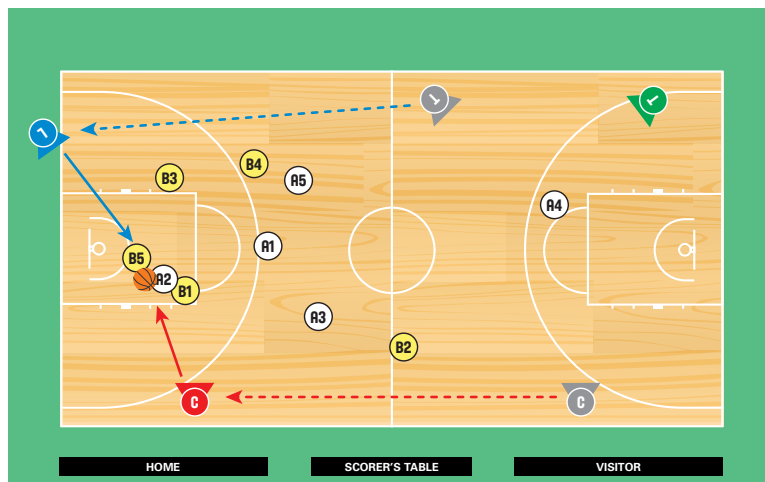 T
T
L
B4
B3
A5
A4
A1
B5
A2
B1
A3
B2
C
C
HOME
SCORER'S TABLE
VISITOR